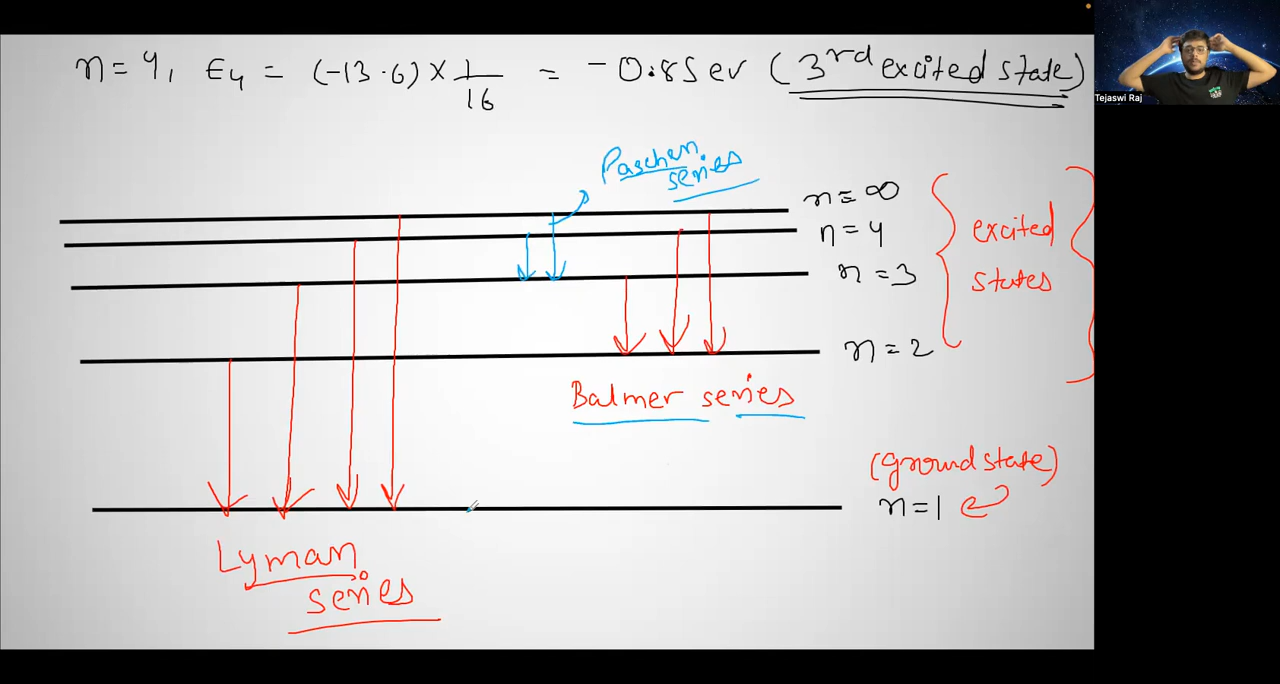 n = 4, E4 = (-13.6) × 1/16 = -0.85 ev (3rd excited state)
Tejaswi Raj
Paschen
series
n = ∞
n = 4
n = 3
n = 2
excited
states
Balmer series
(ground state)
n = 1
Lyman
series